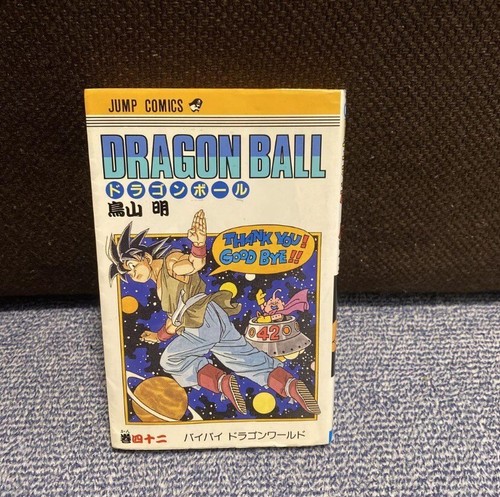 JUMP COMICS
DRAGON BALL
ドラゴンボール
鳥山 明
THANK YOU!
GOOD BYE!!
42
巻四十二
バイバイ ドラゴンワールド